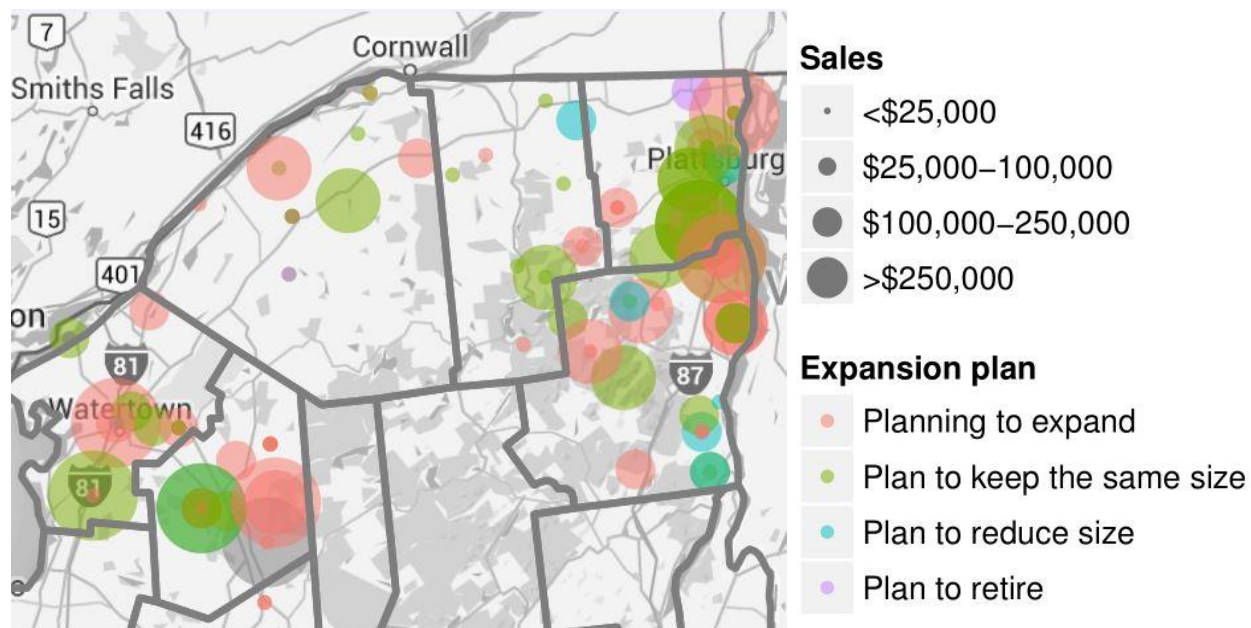 7
Cornwall
Smiths Falls
416
Plattsburg
15
401
on
81
87
Watertown
81
Sales
<$25,000
$25,000–100,000
$100,000–250,000
>$250,000
Expansion plan
Planning to expand
Plan to keep the same size
Plan to reduce size
Plan to retire